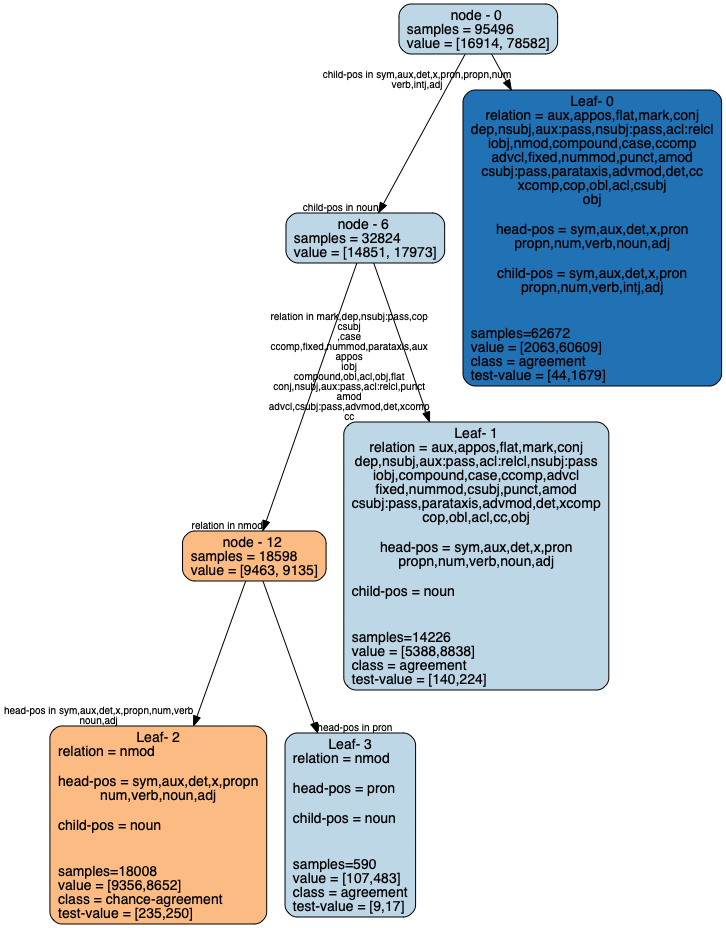 node - 0
samples = 95496
value = [16914, 78582]
child-pos in sym,aux,det,x,pron,propn,num
verb,intj,adj
Leaf- 0
relation = aux,appos,flat,mark,conj
dep,nsubj,aux:pass,nsubj:pass,acl:relcl
iobj,nmod,compound,case,ccomp
advcl,fixed,nummod,punct,amod
csubj:pass,parataxis,advmod,det,cc
xcomp,cop,obl,acl,csubj
obj
head-pos = sym,aux,det,x,pron
propn,num,verb,noun,adj
child-pos = sym,aux,det,x,pron
propn,num,verb,intj,adj
samples=62672
value = [2063,60609]
class = agreement
test-value = [44,1679]
child-pos in noun
node - 6
samples = 32824
value = [14851, 17973]
relation in mark,dep,nsubj:pass,cop
csubj
,case
ccomp,fixed,nummod,parataxis,aux
appos
iobj
compound,obl,acl,obj,flat
conj,nsubj,aux:pass,acl:relcl,punct
amod
advcl,csubj:pass,advmod,det,xcomp
cc
Leaf- 1
relation = aux,appos,flat,mark,conj
dep,nsubj,aux:pass,acl:relcl,nsubj:pass
iobj,compound,case,ccomp,advcl
fixed,nummod,csubj,punct,amod
csubj:pass,parataxis,advmod,det,xcomp
cop,obl,acl,cc,obj
head-pos = sym,aux,det,x,pron
propn,num,verb,noun,adj
child-pos = noun
samples=14226
value = [5388,8838]
class = agreement
test-value = [140,224]
relation in nmod
node - 12
samples = 18598
value = [9463, 9135]
head-pos in sym,aux,det,x,propn,num,verb
noun,adj
Leaf- 2
relation = nmod
head-pos = sym,aux,det,x,propn
num,verb,noun,adj
child-pos = noun
samples=18008
value = [9356,8652]
class = chance-agreement
test-value = [235,250]
head-pos in pron
Leaf- 3
relation = nmod
head-pos = pron
child-pos = noun
samples=590
value = [107,483]
class = agreement
test-value = [9,17]